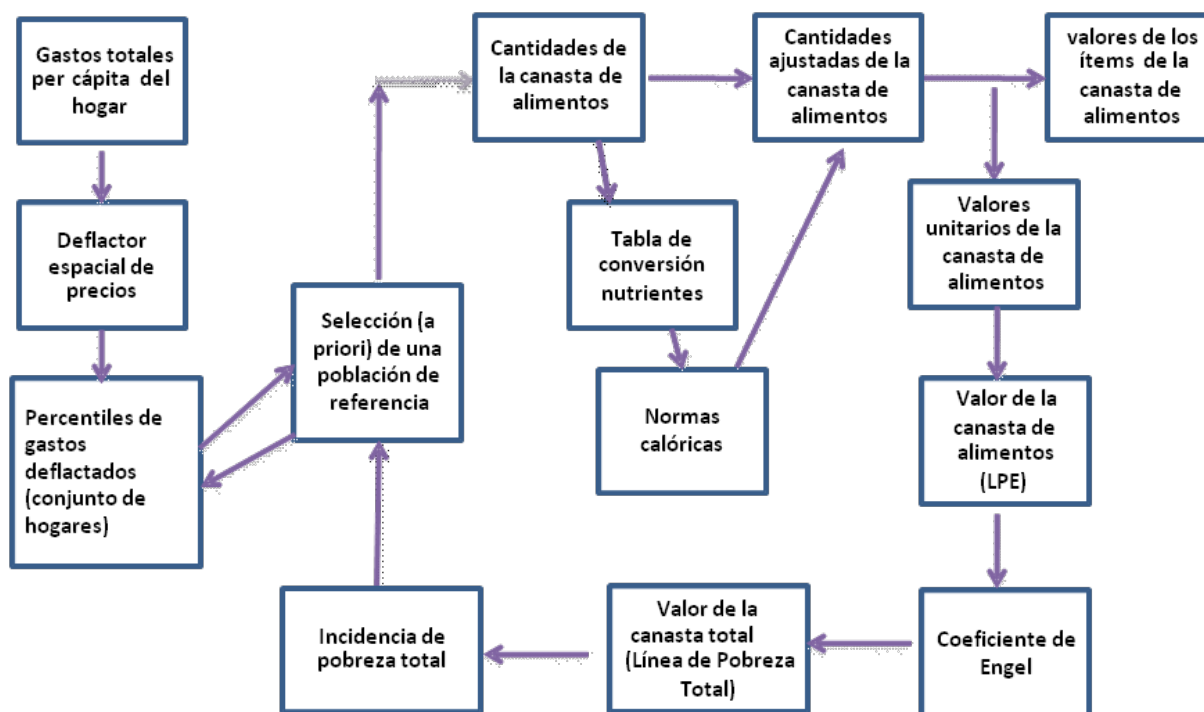 Gastos totales
per cápita del
hogar
Deflactor
espacial de
precios
Percentiles de
gastos
deflactados
(conjunto de
hogares)
Selección (a
priori) de una
población de
referencia
Cantidades de
la canasta de
alimentos
Tabla de
conversión
nutrientes
Normas
calóricas
Cantidades
ajustadas de la
canasta de
alimentos
valores de los
ítems de la
canasta de
alimentos
Valores
unitarios de la
canasta de
alimentos
Valor de la
canasta de
alimentos
(LPE)
Coeficiente de
Engel
Valor de la
canasta total
(Línea de Pobreza
Total)
Incidencia de
pobreza total